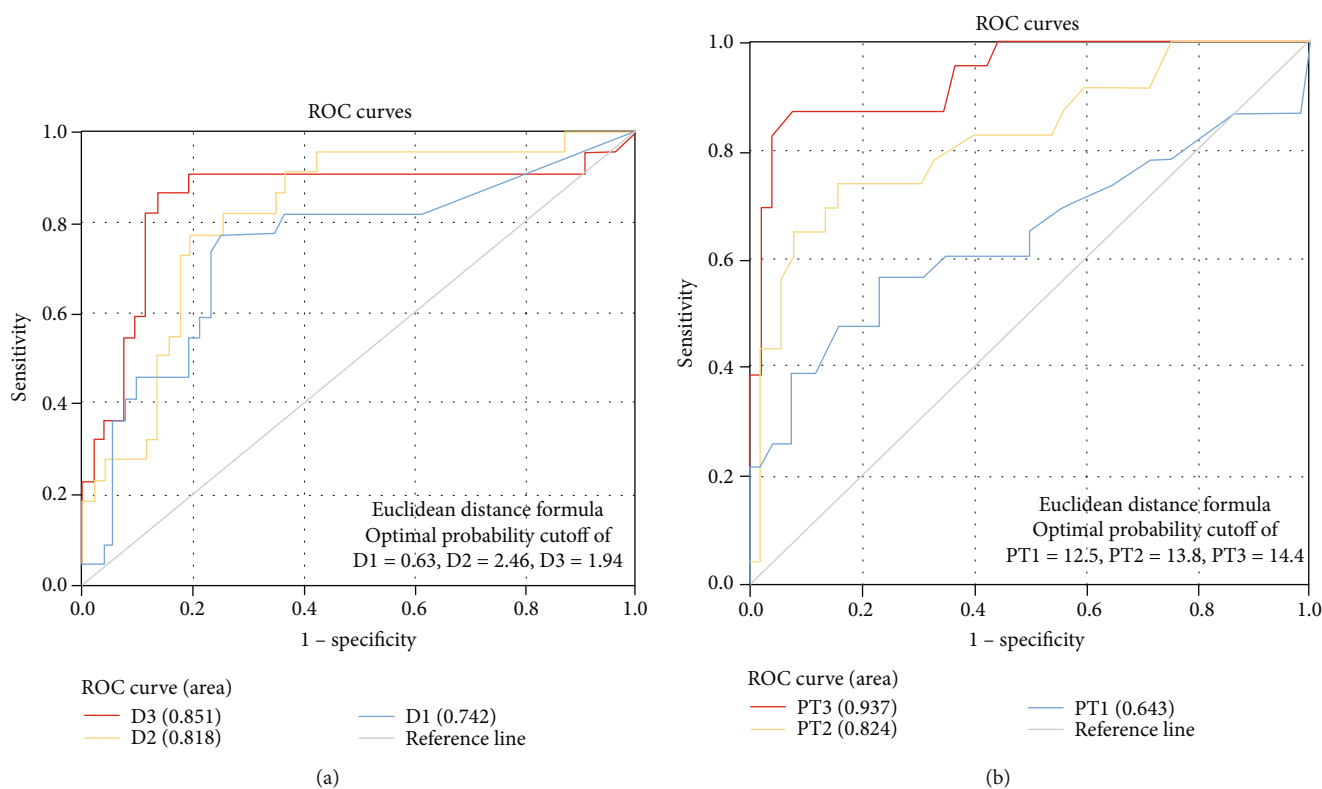 ROC curves
Sensitivity
1.0
0.8
0.6
0.4
0.2
0.0
Euclidean distance formula
Optimal probability cutoff of
D1 = 0.63, D2 = 2.46, D3 = 1.94
0.0 0.2 0.4 0.6 0.8 1.0
1 – specificity
ROC curve (area)
D3 (0.851) D1 (0.742)
D2 (0.818) Reference line
(a)
ROC curves
Sensitivity
1.0
0.8
0.6
0.4
0.2
0.0
Euclidean distance formula
Optimal probability cutoff of
PT1 = 12.5, PT2 = 13.8, PT3 = 14.4
0.0 0.2 0.4 0.6 0.8 1.0
1 – specificity
ROC curve (area)
PT3 (0.937) PT1 (0.643)
PT2 (0.824) Reference line
(b)